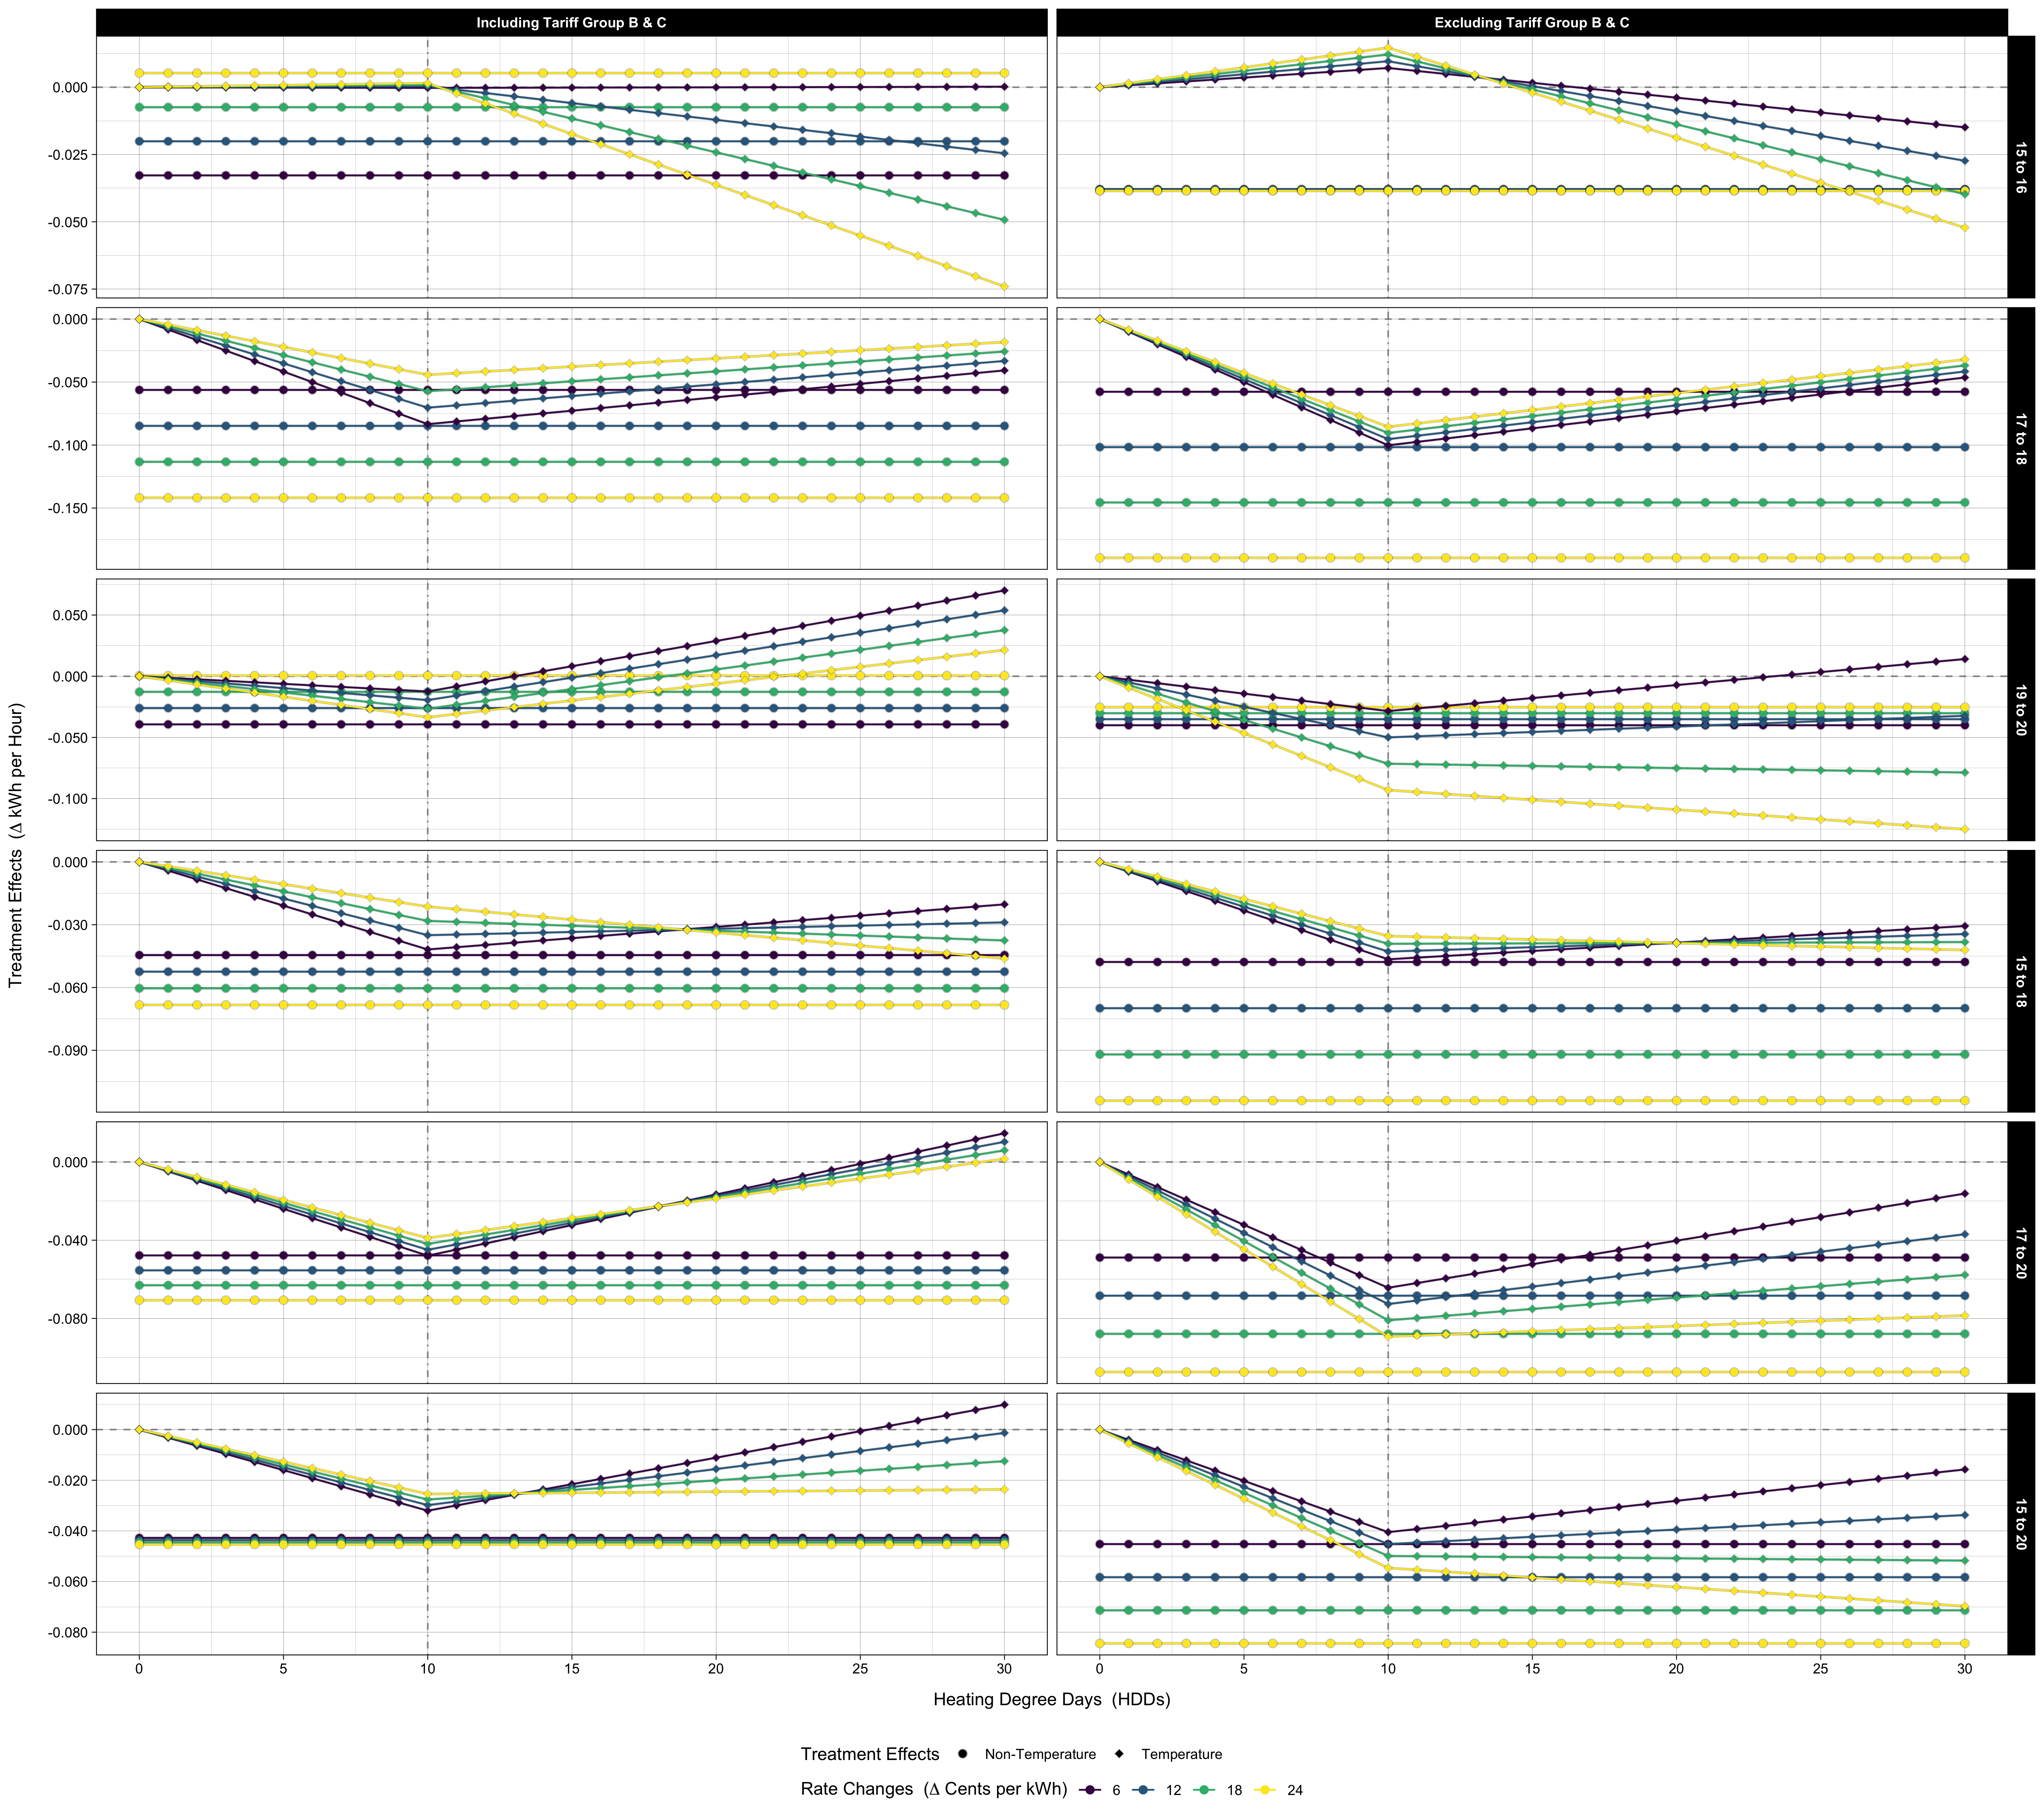 Including Tariff Group B & C
Excluding Tariff Group B & C
0.000
-0.025
-0.050
-0.075
15 to 16
0.000
-0.050
-0.100
-0.150
17 to 18
0.050
0.000
-0.050
-0.100
19 to 20
0.000
-0.030
-0.060
-0.090
15 to 18
0.000
-0.040
-0.080
17 to 20
0.000
-0.020
-0.040
-0.060
-0.080
15 to 20
Treatment Effects (Δ kWh per Hour)
0 5 10 15 20 25 30
0 5 10 15 20 25 30
Heating Degree Days (HDDs)
Treatment Effects Non-Temperature Temperature
Rate Changes (Δ Cents per kWh) 6 12 18 24